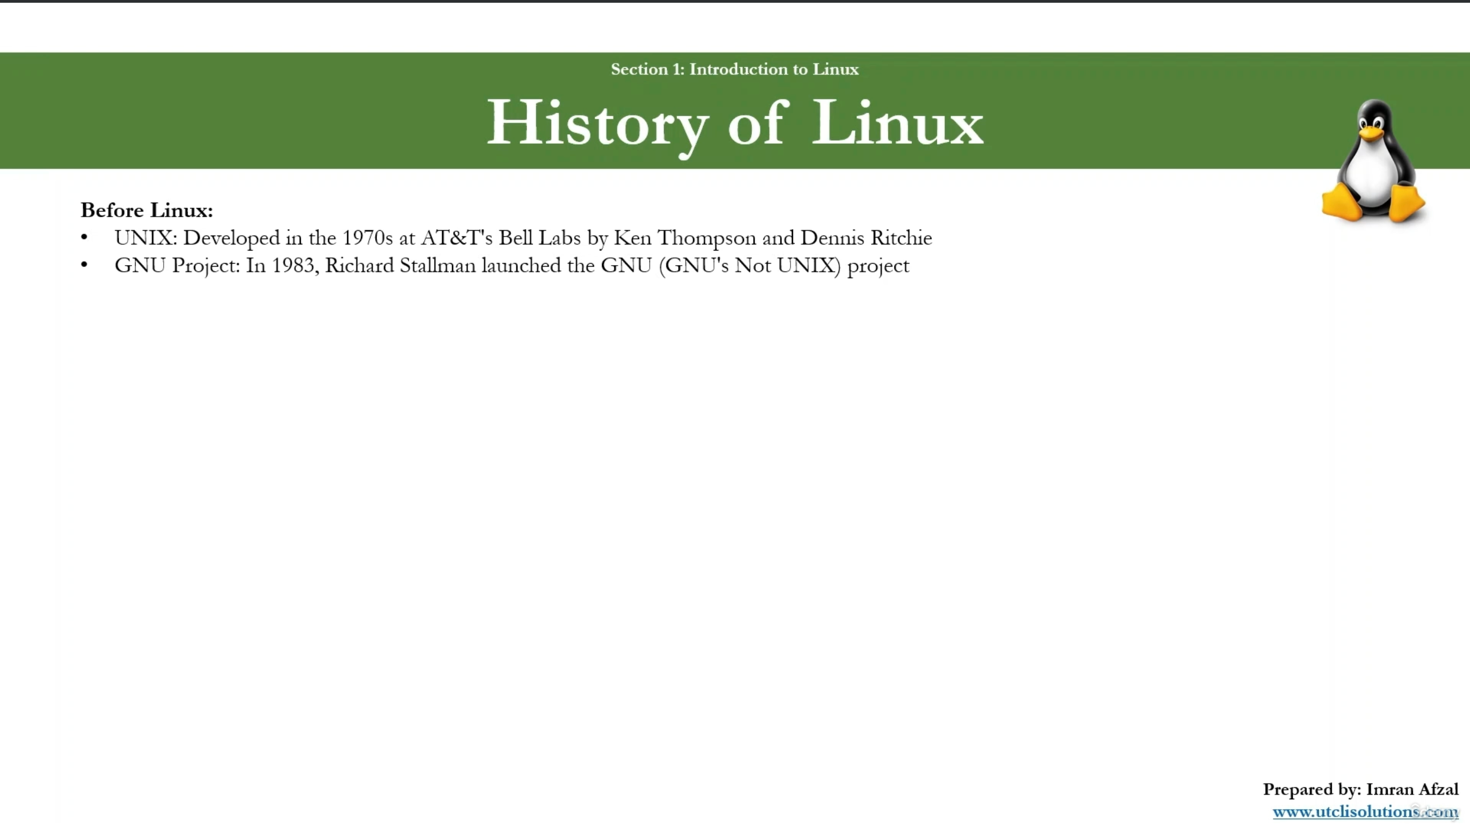 Section 1: Introduction to Linux
History of Linux
Before Linux:
• UNIX: Developed in the 1970s at AT&T's Bell Labs by Ken Thompson and Dennis Ritchie
• GNU Project: In 1983, Richard Stallman launched the GNU (GNU's Not UNIX) project
Prepared by: Imran Afzal
www.utclisolutions.com